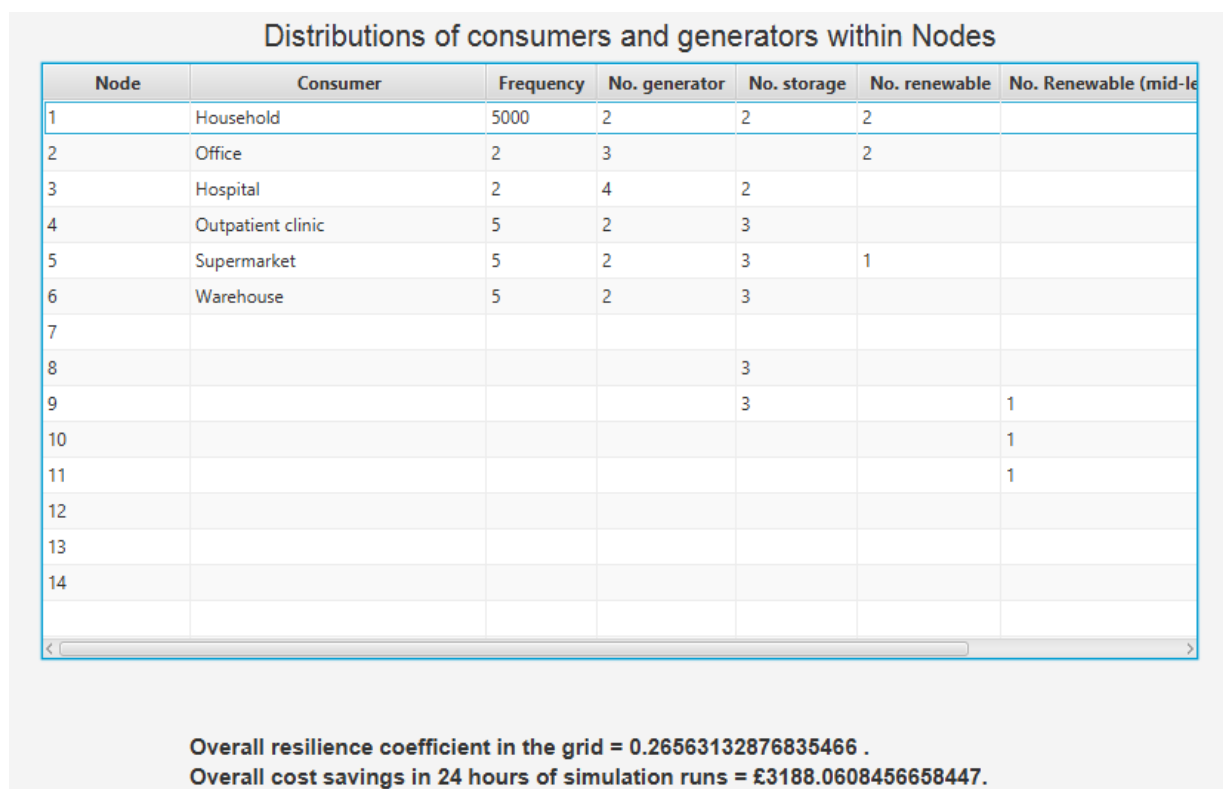 Distributions of consumers and generators within Nodes
Node Consumer Frequency No. generator No. storage No. renewable No. Renewable (mid-le
1 Household 5000 2 2 2
2 Office 2 3 2
3 Hospital 2 4 2
4 Outpatient clinic 5 2 3
5 Supermarket 5 2 3 1
6 Warehouse 5 2 3
7
8 3
9 3 1
10 1
11 1
12
13
14
Overall resilience coefficient in the grid = 0.26563132876835466 .
Overall cost savings in 24 hours of simulation runs = £3188.0608456658447.